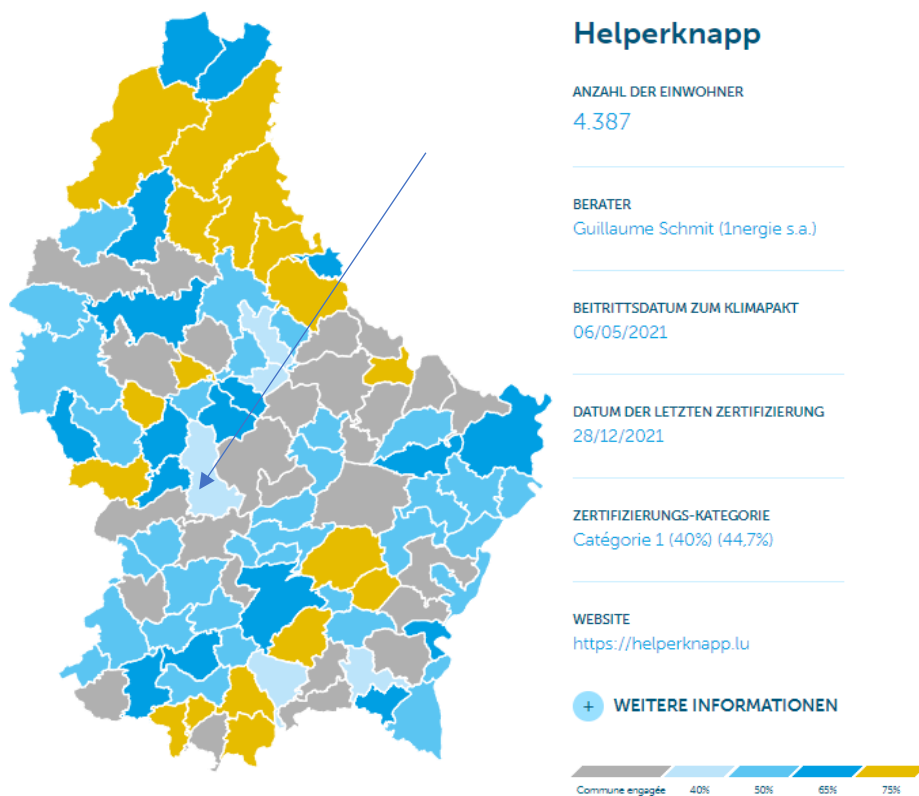 Helperknapp
ANZAHL DER EINWOHNER
4.387
BERATER
Guillaume Schmit (1nergie s.a.)
BEITRITTSDATUM ZUM KLIMAPAKT
06/05/2021
DATUM DER LETZTEN ZERTIFIZIERUNG
28/12/2021
ZERTIFIZIERUNGS-KATEGORIE
Catégorie 1 (40%) (44,7%)
WEBSITE
https://helperknapp.lu
+ WEITERE INFORMATIONEN
Commune engagée 40% 50% 65% 75%